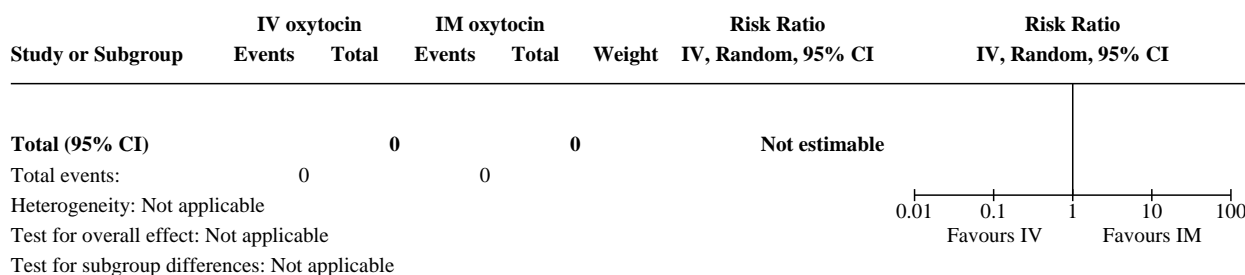 IV oxytocin IM oxytocin Risk Ratio Risk Ratio
Study or Subgroup Events Total Events Total Weight IV, Random, 95% CI IV, Random, 95% CI
Total (95% CI) 0 0 Not estimable
Total events: 0 0
Heterogeneity: Not applicable
0.01 0.1 1 10 100
Test for overall effect: Not applicable Favours IV Favours IM
Test for subgroup differences: Not applicable